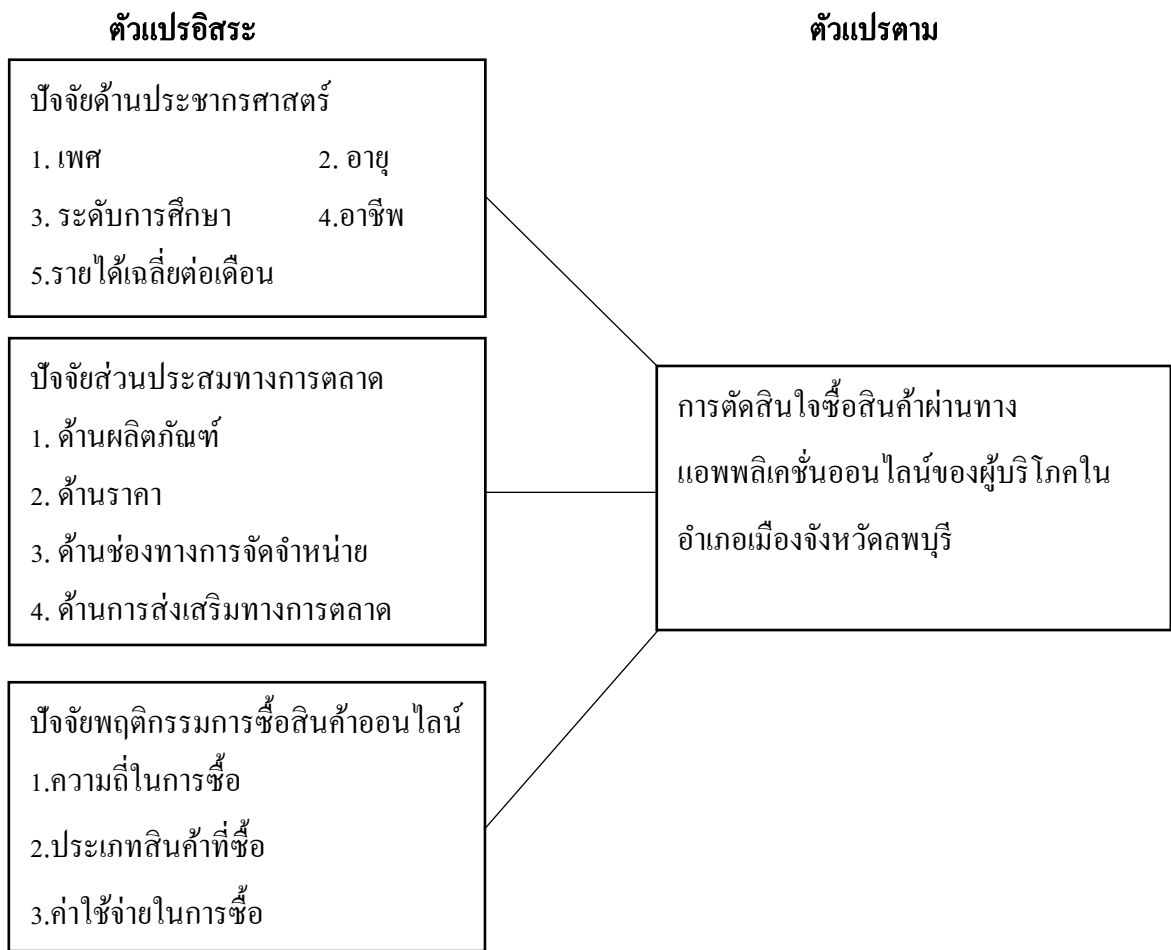 ตัวแปรอิสระ
ตัวแปรตาม
ปัจจัยด้านประชากรศาสตร์
1. เพศ 2. อายุ
3. ระดับการศึกษา 4.อาชีพ
5.รายได้เฉลี่ยต่อเดือน
ปัจจัยส่วนประสมทางการตลาด
1. ด้านผลิตภัณฑ์
2. ด้านราคา
3. ด้านช่องทางการจัดจำหน่าย
4. ด้านการส่งเสริมทางการตลาด
ปัจจัยพฤติกรรมการซื้อสินค้าออนไลน์
1.ความถี่ในการซื้อ
2.ประเภทสินค้าที่ซื้อ
3.ค่าใช้จ่ายในการซื้อ
การตัดสินใจซื้อสินค้าผ่านทาง
แอพพลิเคชั่นออนไลน์ของผู้บริโภคใน
อำเภอเมืองจังหวัดลพบุรี